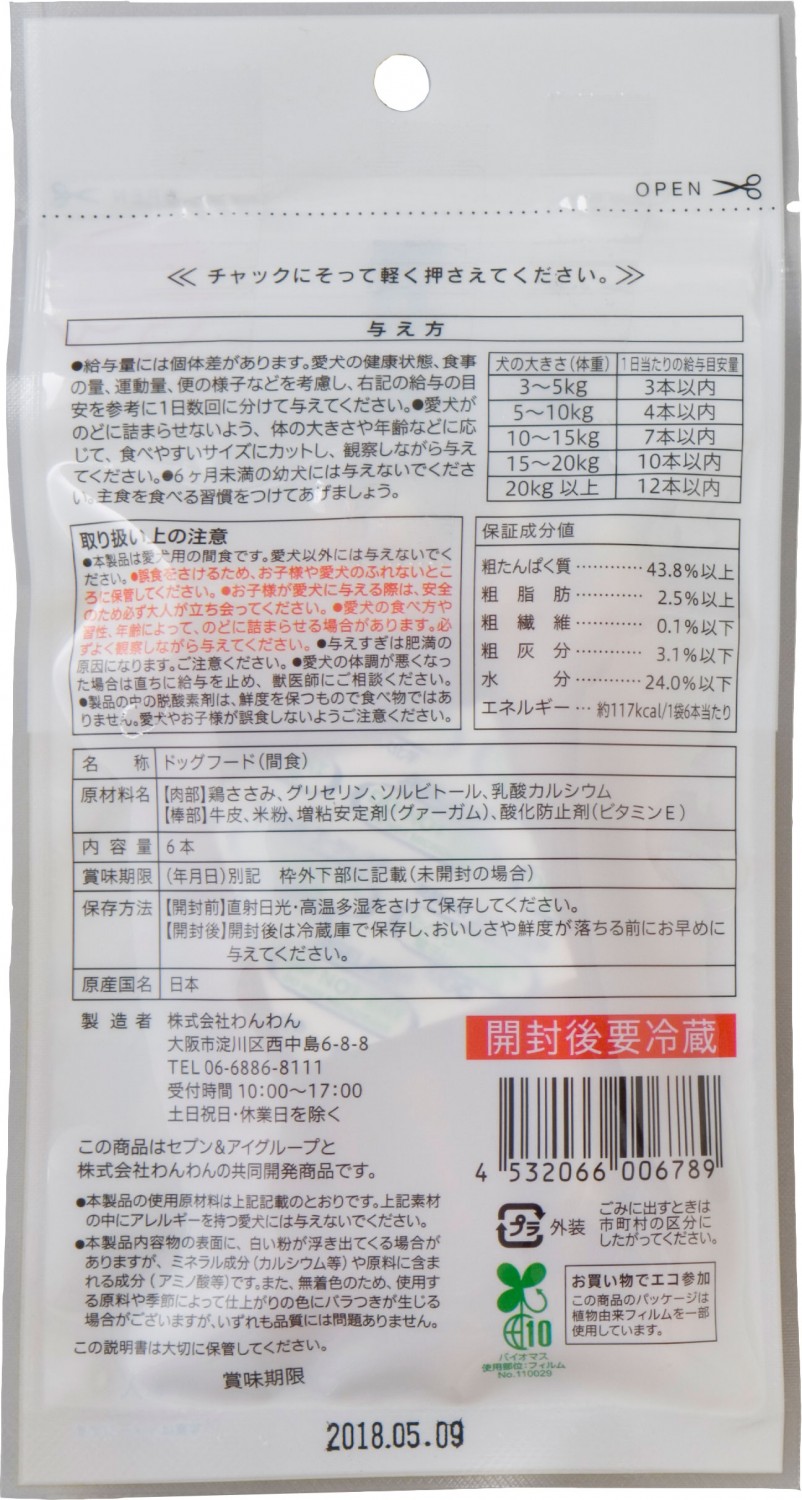 OPEN
≪ チャックにそって軽く押さえてください。≫
与え方
●給与量には個体差があります。愛犬の健康状態、食事
の量、運動量、便の様子などを考慮し、右記の給与の目
安を参考に1日数回に分けて与えてください。●愛犬が
のどに詰まらせないよう、体の大きさや年齢などに応
じて、食べやすいサイズにカットし、観察しながら与え
てください。●6ヶ月未満の幼犬には与えないでくださ
い。主食を食べる習慣をつけてあげましょう。
犬の大きさ(体重) 1日当たりの給与目安量
3〜5kg 3本以内
5〜10kg 4本以内
10〜15kg 7本以内
15〜20kg 10本以内
20kg 以上 12本以内
取り扱い上の注意
●本製品は愛犬用の間食です。愛犬以外には与えないでく
ださい。●誤食をさけるため、お子様や愛犬のふれないとこ
ろに保管してください。●お子様が愛犬に与える際は、安全
のため必ず大人が立ち会ってください。●愛犬の食べ方や
習性、年齢によって、のどに詰まらせる場合があります。必
ずよく観察しながら与えてください。●与えすぎは肥満の
原因になります。ご注意ください。●愛犬の体調が悪くなっ
た場合は直ちに給与を止め、獣医師にご相談ください。
●製品の中の脱酸素剤は、鮮度を保つもので食べ物ではあ
りません。愛犬やお子様が誤食しないようご注意ください。
保証成分値
粗たんぱく質 ………… 43.8%以上
粗脂肪 ………… 2.5%以上
粗繊維 ………… 0.1%以下
粗灰分 ………… 3.1%以下
水分 ………… 24.0%以下
エネルギー … 約117kcal/1袋6本当たり
名称 ドッグフード(間食)
原材料名 【肉部】鶏ささみ、グリセリン、ソルビトール、乳酸カルシウム
【棒部】牛皮、米粉、増粘安定剤(グァーガム)、酸化防止剤(ビタミンE)
内容量 6本
賞味期限 (年月日)別記 枠外下部に記載(未開封の場合)
保存方法 【開封前】直射日光・高温多湿をさけて保存してください。
【開封後】開封後は冷蔵庫で保存し、おいしさや鮮度が落ちる前にお早めに
与えてください。
原産国名 日本
製造者 株式会社わんわん
大阪市淀川区西中島6-8-8
TEL 06-6886-8111
受付時間 10:00〜17:00
土日祝日・休業日を除く
この商品はセブン&アイグループと
株式会社わんわんの共同開発商品です。
●本製品の使用原材料は上記記載のとおりです。上記素材
の中にアレルギーを持つ愛犬には与えないでください。
●本製品内容物の表面に、白い粉が浮き出てくる場合が
ありますが、ミネラル成分(カルシウム等)や原料に含ま
れる成分(アミノ酸等)です。また、無着色のため、使用す
る原料や季節によって仕上がりの色にバラつきが生じる
場合がございますが、いずれも品質には問題ありません。
この説明書は大切に保管してください。
開封後要冷蔵
4 532066 006789
プラ 外装
ごみに出すときは
市町村の区分に
したがってください。
10
バイオマス
使用部位:フィルム
No.110029
お買い物でエコ参加
この商品のパッケージは
植物由来フィルムを一部
使用しています。
賞味期限
2018.05.09